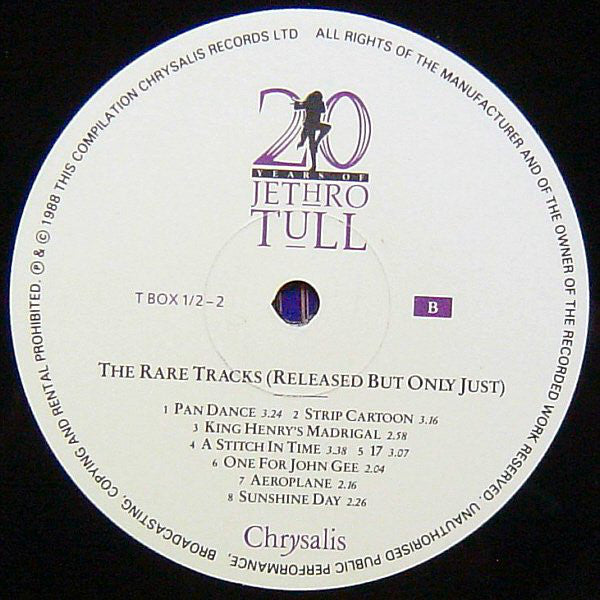 ℗ & © 1988 THIS COMPILATION CHRYSALIS RECORDS LTD ALL RIGHTS OF THE MANUFACTURER AND OF THE OWNER OF THE RECORDED WORK RESERVED. UNAUTHORISED PUBLIC PERFORMANCE, BROADCASTING, COPYING AND RENTAL PROHIBITED.
20
YEARS OF
JETHRO
TULL
T BOX 1/2-2 B
THE RARE TRACKS (RELEASED BUT ONLY JUST)
1 PAN DANCE 3.24 2 STRIP CARTOON 3.16
3 KING HENRY'S MADRIGAL 2.58
4 A STITCH IN TIME 3.38 5 17 3.07
6 ONE FOR JOHN GEE 2.04
7 AEROPLANE 2.16
8 SUNSHINE DAY 2.26
Chrysalis